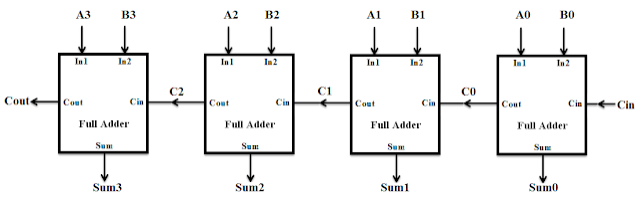 A3 B3 A2 B2 A1 B1 A0 B0
In1 In2 In1 In2 In1 In2 In1 In2
C2 C1 C0
Cout Cout Cin Cout Cin Cout Cin Cout Cin Cin
Full Adder Full Adder Full Adder Full Adder
Sum Sum Sum Sum
Sum3 Sum2 Sum1 Sum0